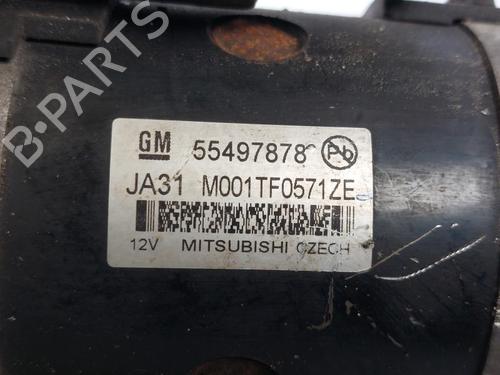 B-PARTS
GM 55497878 Pb
JA31 M001TF0571ZE
12V MITSUBISHI CZECH